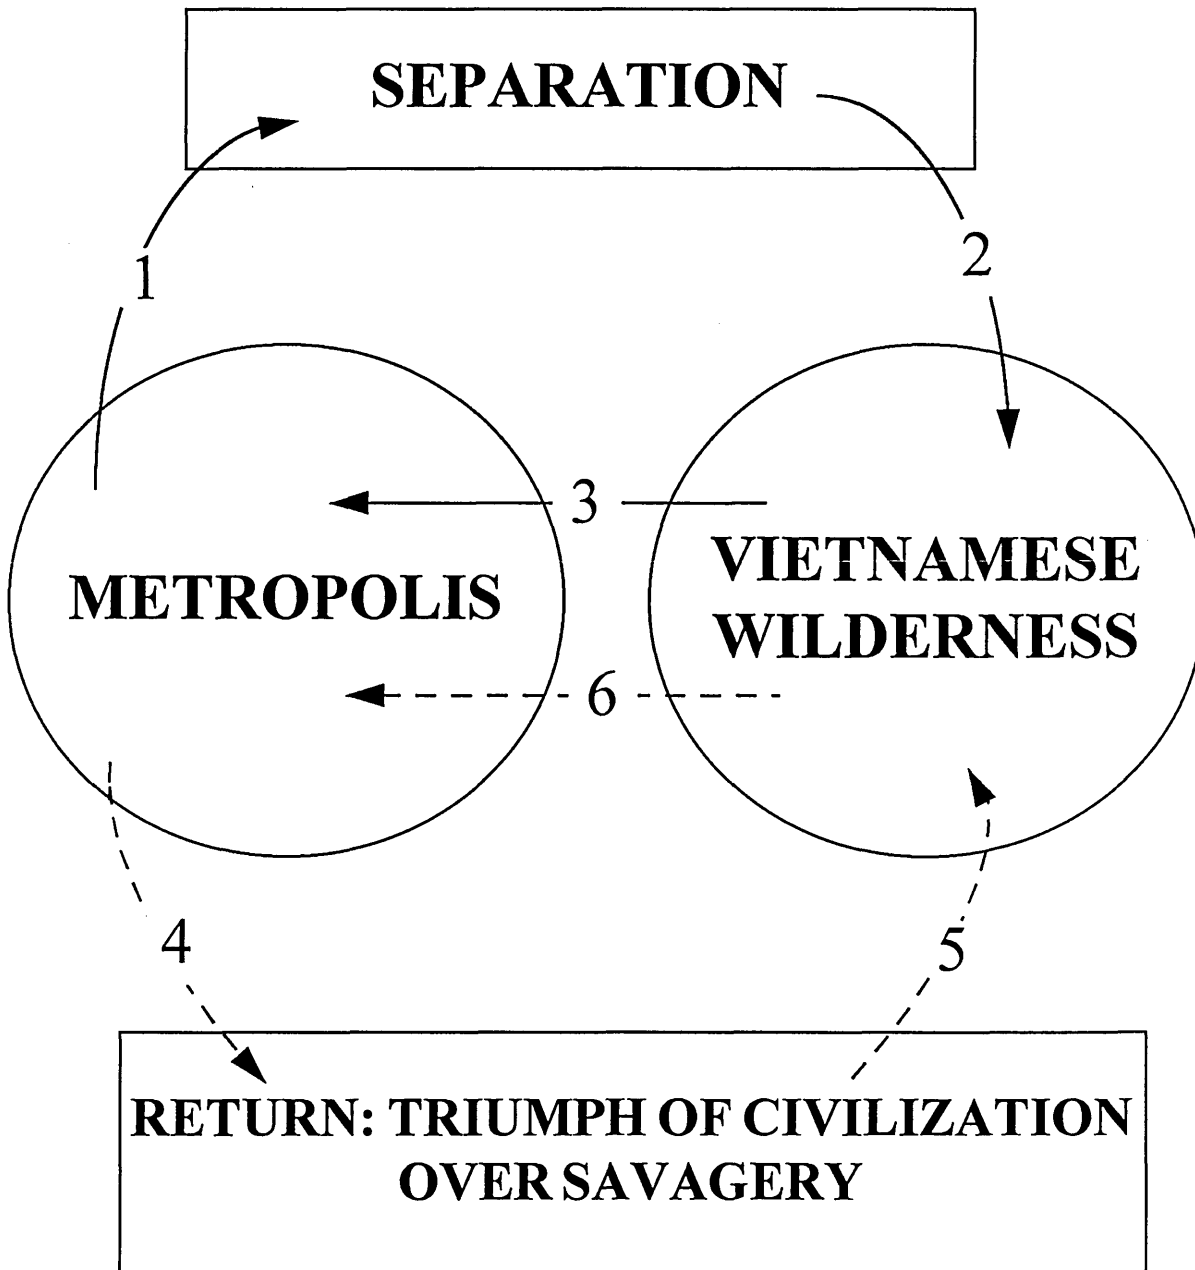 SEPARATION
1
2
3
METROPOLIS
VIETNAMESE
WILDERNESS
6
4
5
RETURN: TRIUMPH OF CIVILIZATION
OVER SAVAGERY